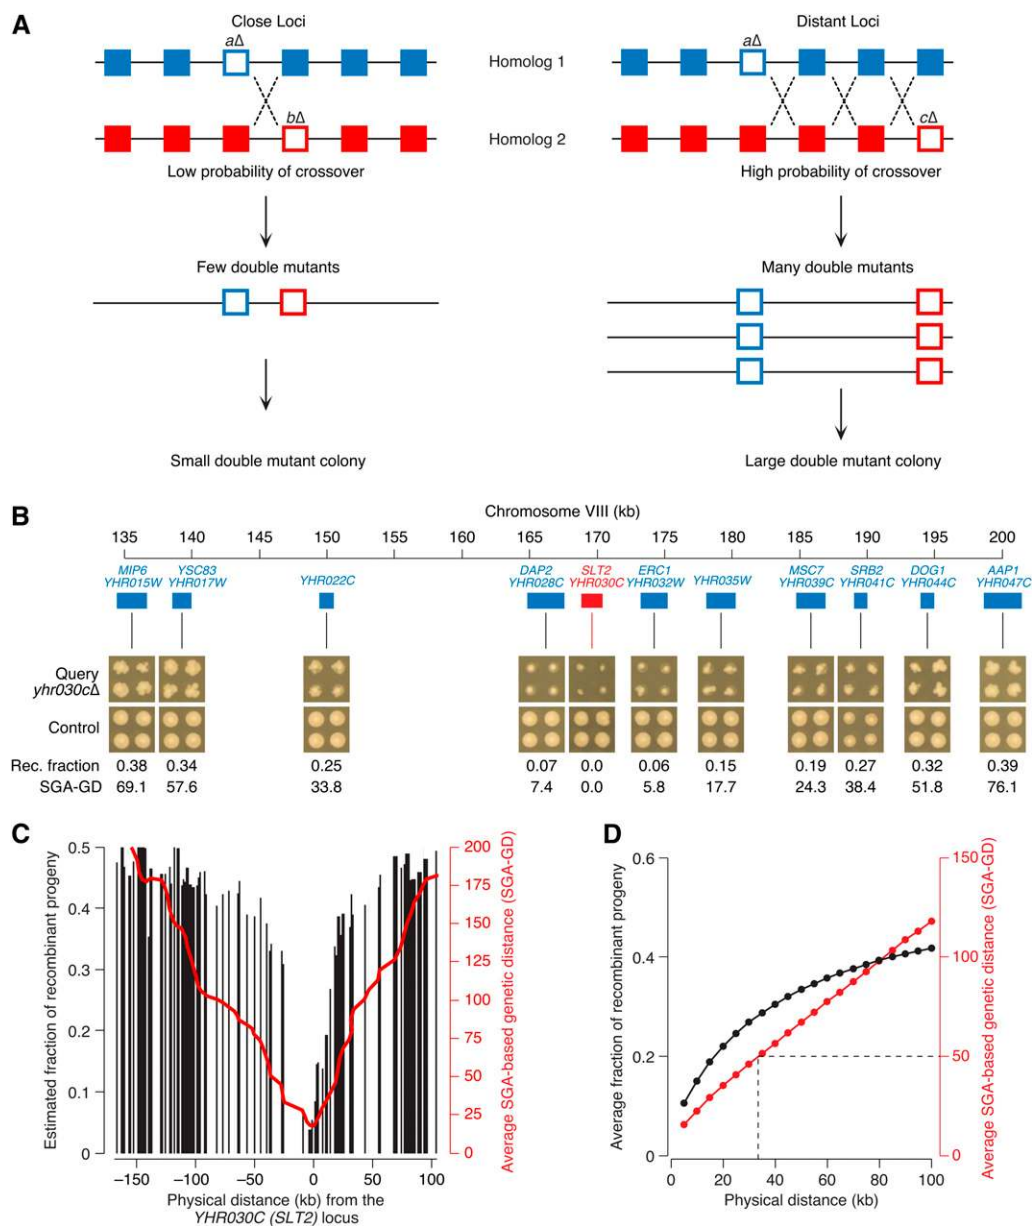 A
Close Loci
Distant Loci
aΔ
aΔ
Homolog 1
bΔ
cΔ
Homolog 2
Low probability of crossover
High probability of crossover
Few double mutants
Many double mutants
Small double mutant colony
Large double mutant colony
B
Chromosome VIII (kb)
135 140 145 150 155 160 165 170 175 180 185 190 195 200
MIP6 YSC83 DAP2 SLT2 ERC1 MSC7 SRB2 DOG1 AAP1
YHR015W YHR017W YHR022C YHR028C YHR030C YHR032W YHR035W YHR039C YHR041C YHR044C YHR047C
Query
yhr030cΔ
Control
Rec. fraction 0.38 0.34 0.25 0.07 0.0 0.06 0.15 0.19 0.27 0.32 0.39
SGA-GD 69.1 57.6 33.8 7.4 0.0 5.8 17.7 24.3 38.4 51.8 76.1
C
Estimated fraction of recombinant progeny
0.5
0.4
0.3
0.2
0.1
0
200
175
150
125
100
75
50
25
0
Average SGA-based genetic distance (SGA-GD)
−150 −100 −50 0 50 100
Physical distance (kb) from the
YHR030C (SLT2) locus
D
Average fraction of recombinant progeny
0.6
0.4
0.2
0
150
100
50
0
Average SGA-based genetic distance (SGA-GD)
0 20 40 60 80 100
Physical distance (kb)